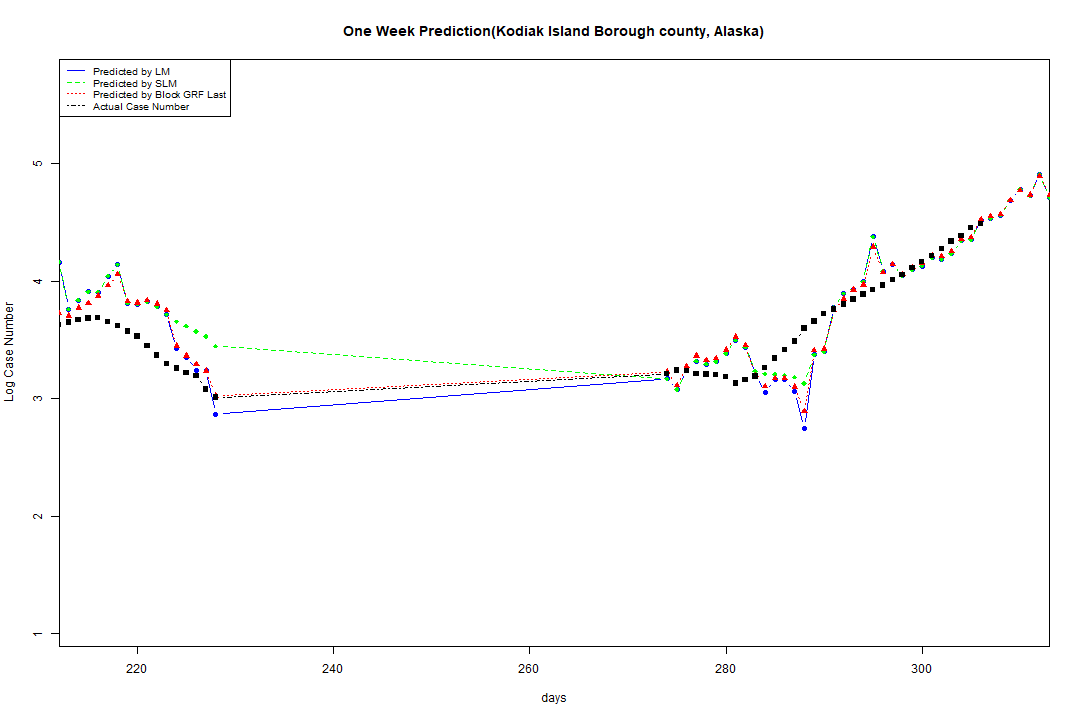 One Week Prediction(Kodiak Island Borough county, Alaska)
Predicted by LM
Predicted by SLM
Predicted by Block GRF Last
Actual Case Number
Log Case Number
5
4
3
2
1
220 240 260 280 300
days